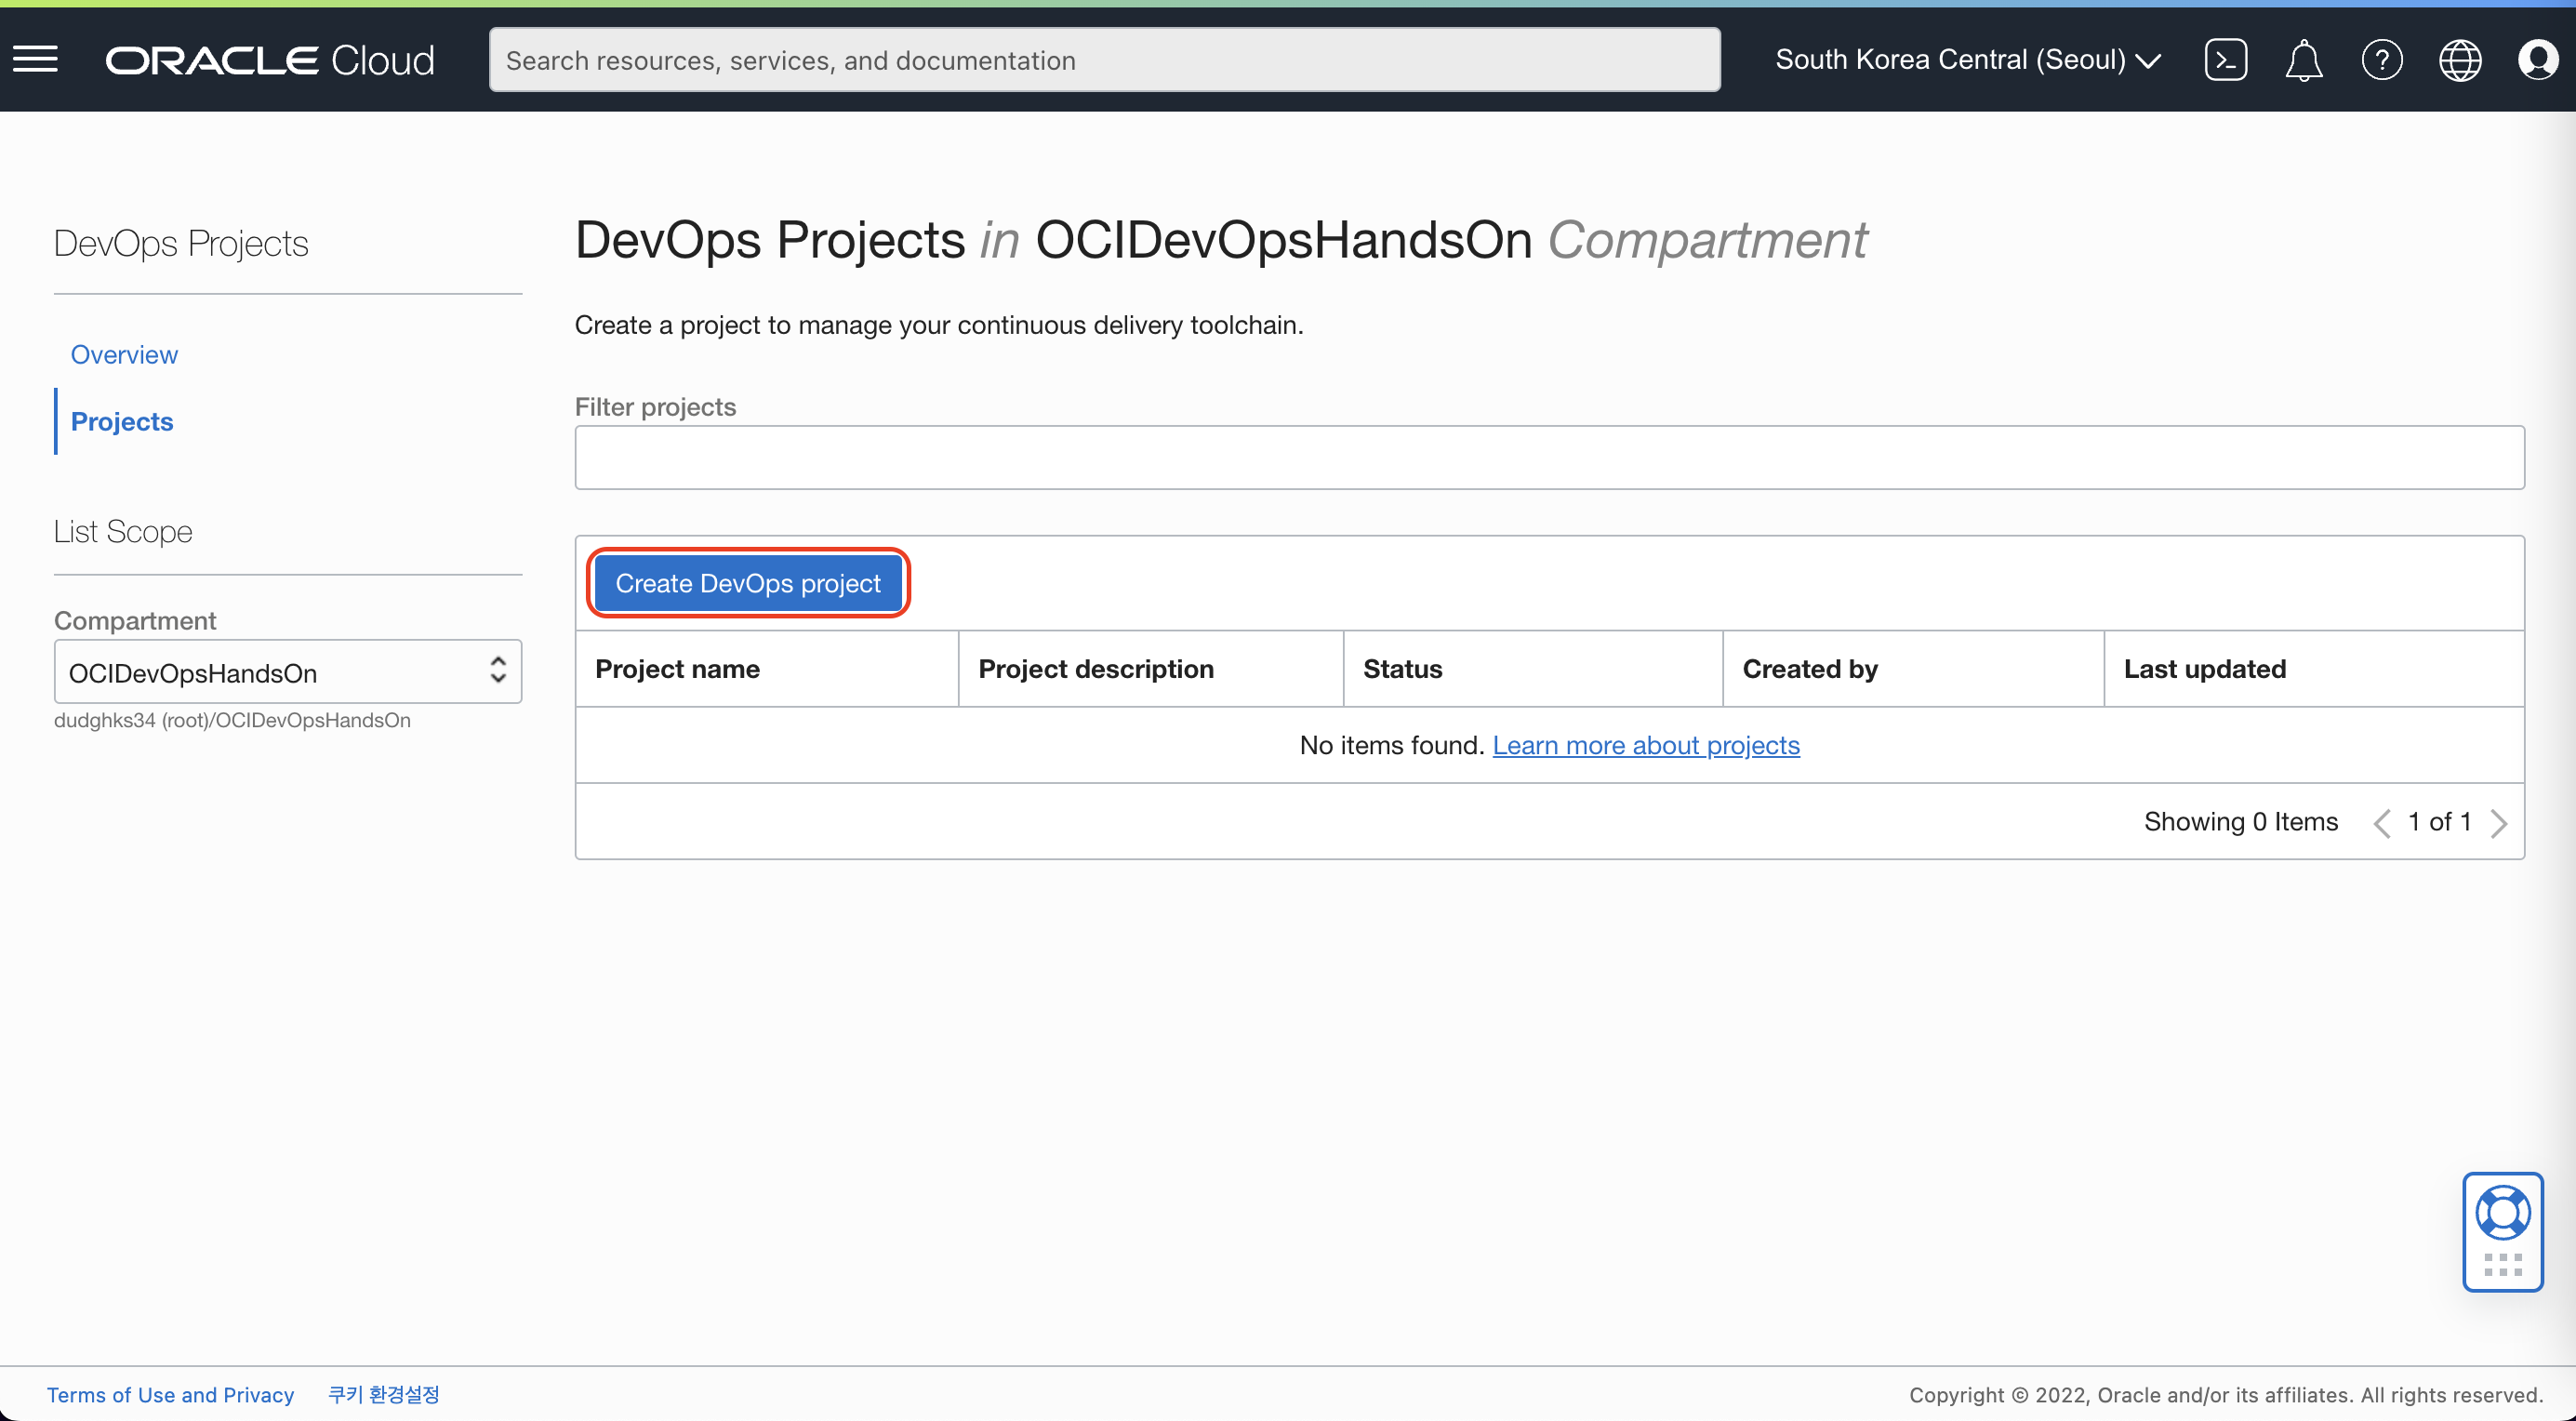 ORACLE Cloud
Search resources, services, and documentation
South Korea Central (Seoul)
DevOps Projects
Overview
Projects
List Scope
Compartment
OCIDevOpsHandsOn
dudghks34 (root)/OCIDevOpsHandsOn
DevOps Projects in OCIDevOpsHandsOn Compartment
Create a project to manage your continuous delivery toolchain.
Filter projects
Create DevOps project
Project name Project description Status Created by Last updated
No items found. Learn more about projects
Showing 0 Items < 1 of 1 >
Terms of Use and Privacy 쿠키 환경설정
Copyright © 2022, Oracle and/or its affiliates. All rights reserved.